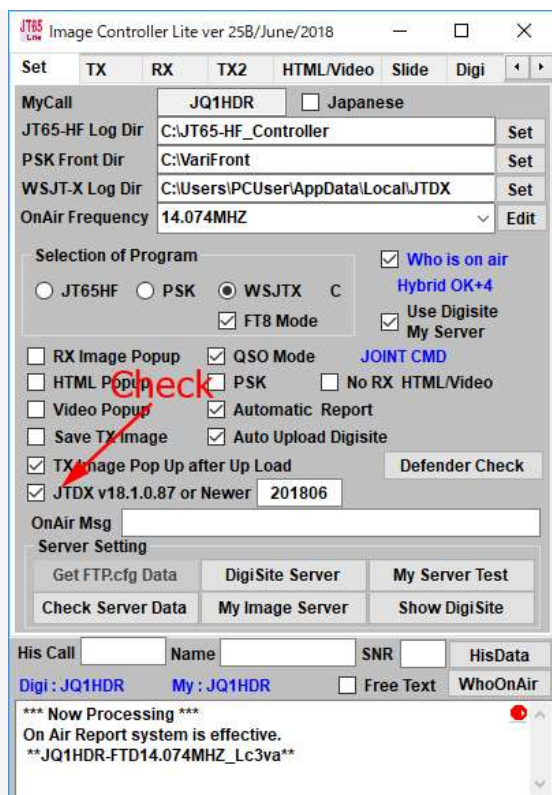 JT65 Lite Image Controller Lite ver 25B/June/2018
Set TX RX TX2 HTML/Video Slide Digi
MyCall JQ1HDR Japanese
JT65-HF Log Dir C:\JT65-HF_Controller Set
PSK Front Dir C:\VariFront Set
WSJT-X Log Dir C:\Users\PCUser\AppData\Local\JTDX Set
OnAir Frequency 14.074MHZ Edit
Selection of Program
Who is on air
Hybrid OK+4
JT65HF PSK WSJTX C
FT8 Mode
Use Digisite
My Server
RX Image Popup QSO Mode JOINT CMD
HTML Popup PSK No RX HTML/Video
Check
Video Popup Automatic Report
Save TX Image Auto Upload Digisite
TX Image Pop Up after Up Load Defender Check
JTDX v18.1.0.87 or Newer 201806
OnAir Msg
Server Setting
Get FTP.cfg Data DigiSite Server My Server Test
Check Server Data My Image Server Show DigiSite
His Call Name SNR HisData
Digi : JQ1HDR My : JQ1HDR Free Text WhoOnAir
*** Now Processing ***
On Air Report system is effective.
**JQ1HDR-FTD14.074MHZ_Lc3va**